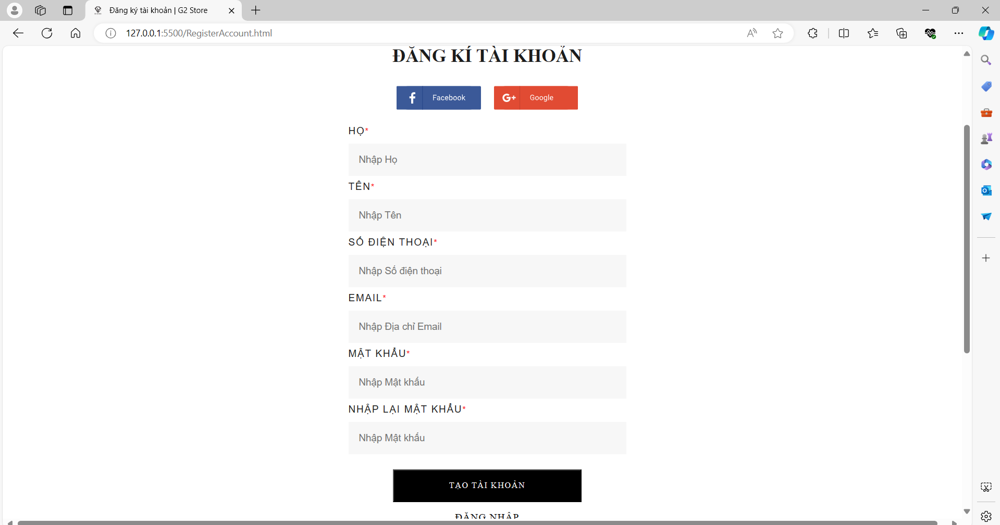 Đăng ký tài khoản | G2 Store
127.0.0.1:5500/RegisterAccount.html
ĐĂNG KÍ TÀI KHOẢN
Facebook
G+ Google
HỌ*
Nhập Họ
TÊN*
Nhập Tên
SỐ ĐIỆN THOẠI*
Nhập Số điện thoại
EMAIL*
Nhập Địa chỉ Email
MẬT KHẨU*
Nhập Mật khẩu
NHẬP LẠI MẬT KHẨU*
Nhập Mật khẩu
TẠO TÀI KHOẢN
ĐĂNG NHẬP